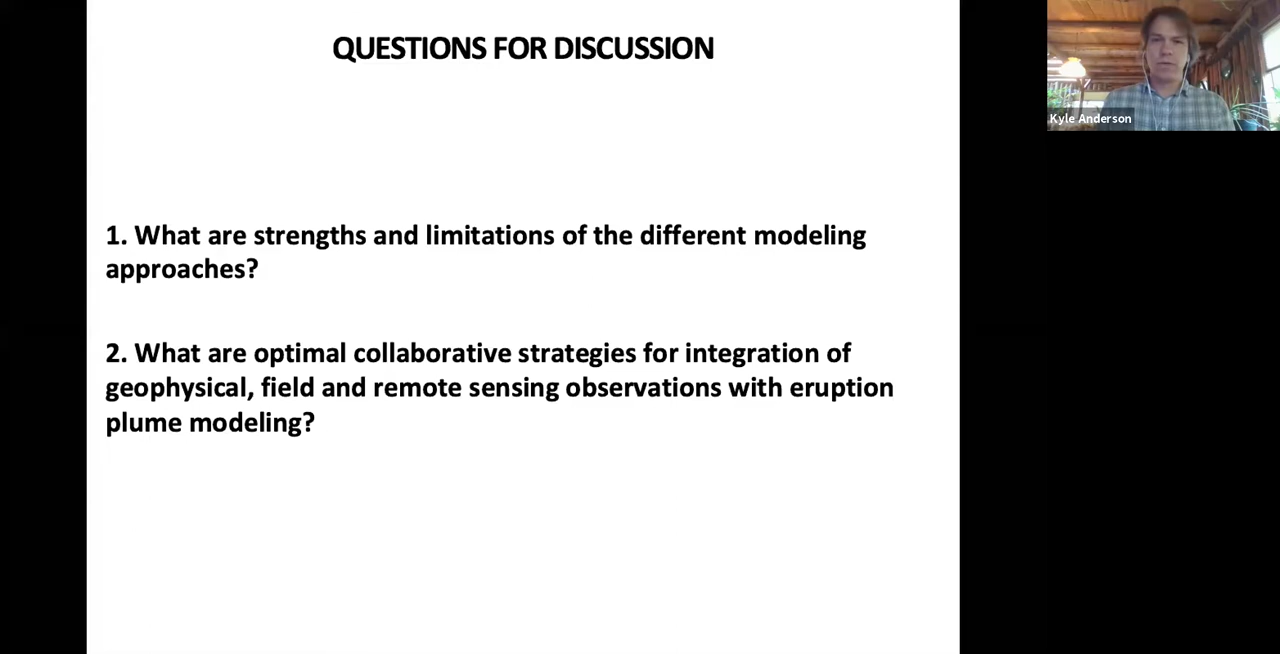 QUESTIONS FOR DISCUSSION
Kyle Anderson
1. What are strengths and limitations of the different modeling
approaches?
2. What are optimal collaborative strategies for integration of
geophysical, field and remote sensing observations with eruption
plume modeling?